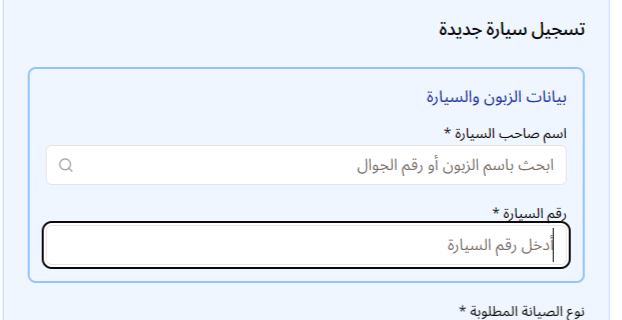 تسجيل سيارة جديدة
بيانات الزبون والسيارة
اسم صاحب السيارة *
ابحث باسم الزبون أو رقم الجوال
رقم السيارة *
أدخل رقم السيارة
نوع الصيانة المطلوبة *